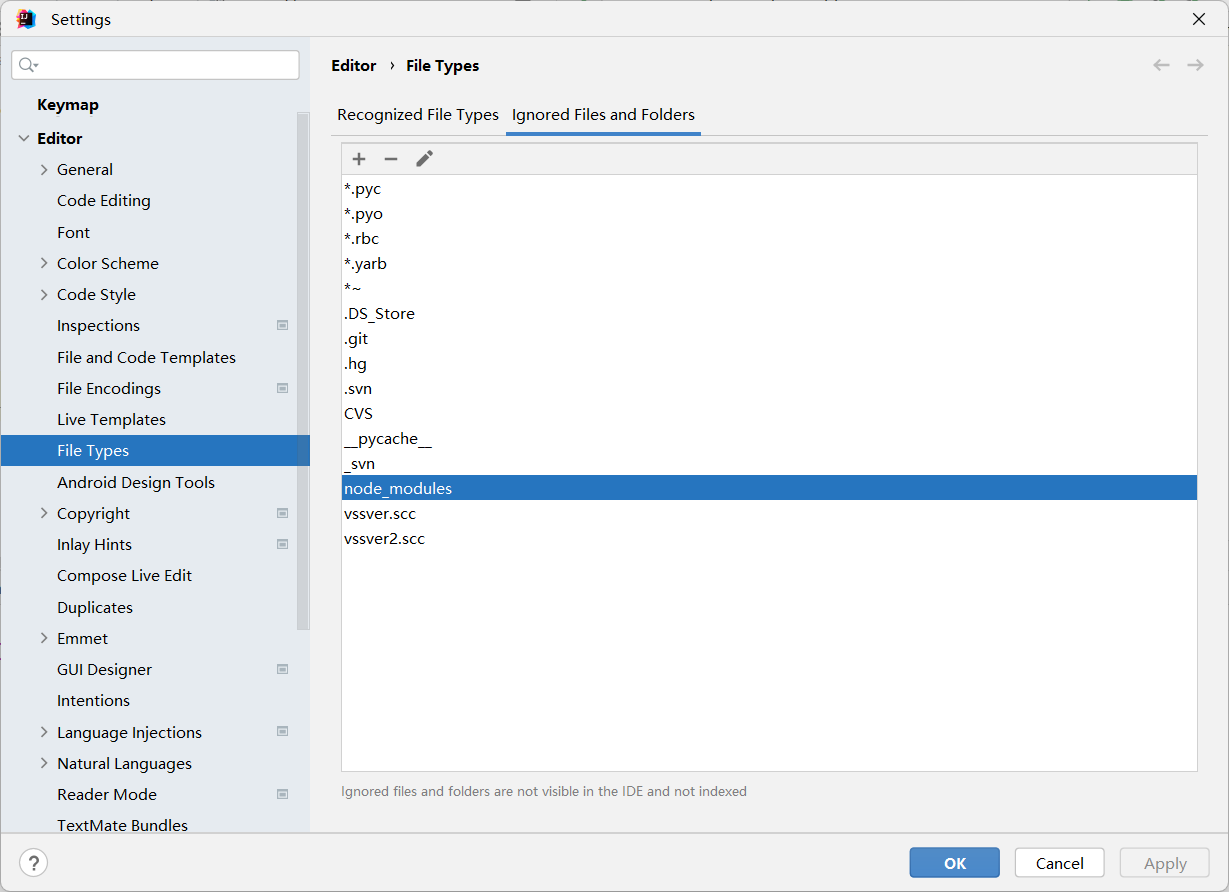 Settings
Keymap
Editor
General
Code Editing
Font
Color Scheme
Code Style
Inspections
File and Code Templates
File Encodings
Live Templates
File Types
Android Design Tools
Copyright
Inlay Hints
Compose Live Edit
Duplicates
Emmet
GUI Designer
Intentions
Language Injections
Natural Languages
Reader Mode
TextMate Bundles
Editor › File Types
Recognized File Types Ignored Files and Folders
*.pyc
*.pyo
*.rbc
*.yarb
*~
.DS_Store
.git
.hg
.svn
CVS
__pycache__
_svn
node_modules
vssver.scc
vssver2.scc
Ignored files and folders are not visible in the IDE and not indexed
? OK Cancel Apply